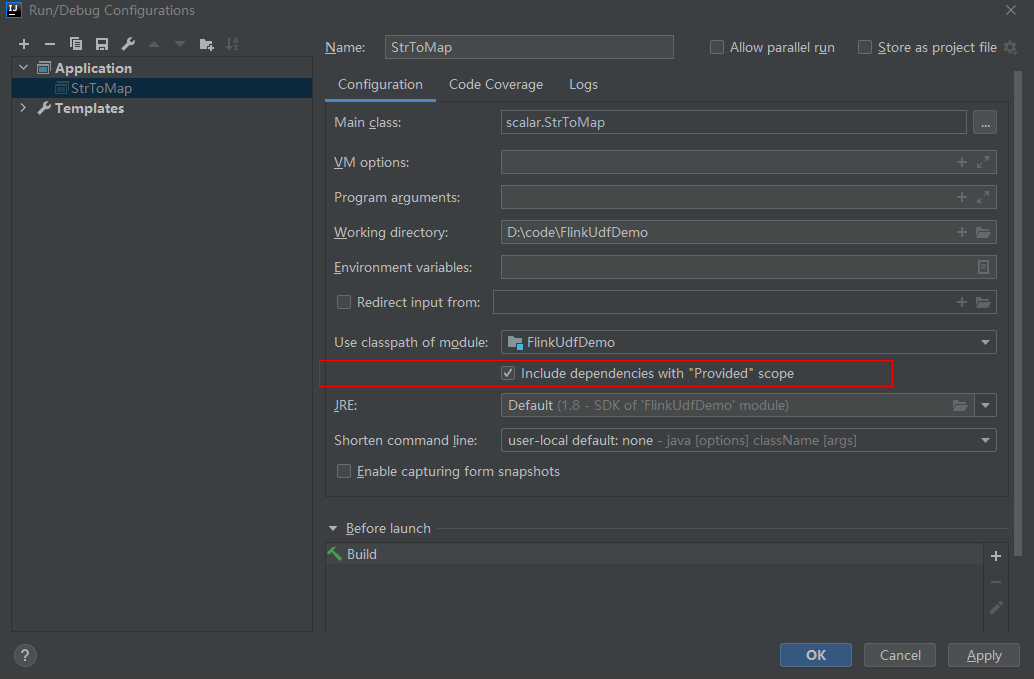 IJ Run/Debug Configurations
Name: StrToMap Allow parallel run Store as project file
Application
StrToMap
Templates
Configuration Code Coverage Logs
Main class: scalar.StrToMap ...
VM options:
Program arguments:
Working directory: D:\code\FlinkUdfDemo
Environment variables:
Redirect input from:
Use classpath of module: FlinkUdfDemo
Include dependencies with "Provided" scope
JRE: Default (1.8 - SDK of 'FlinkUdfDemo' module)
Shorten command line: user-local default: none - java [options] className [args]
Enable capturing form snapshots
Before launch
Build
? OK Cancel Apply